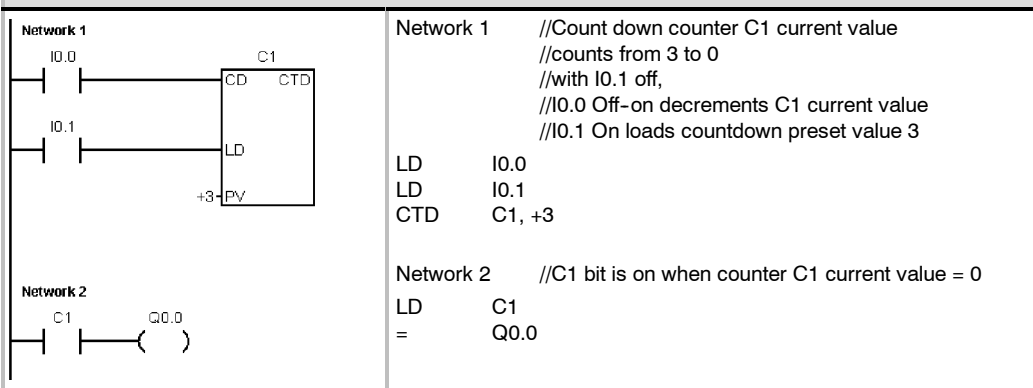 Network 1
I0.0
C1
CD CTD
I0.1
LD
+3 PV
Network 2
C1 Q0.0
Network 1 //Count down counter C1 current value
//counts from 3 to 0
//with I0.1 off,
//I0.0 Off-on decrements C1 current value
//I0.1 On loads countdown preset value 3
LD I0.0
LD I0.1
CTD C1, +3
Network 2 //C1 bit is on when counter C1 current value = 0
LD C1
= Q0.0